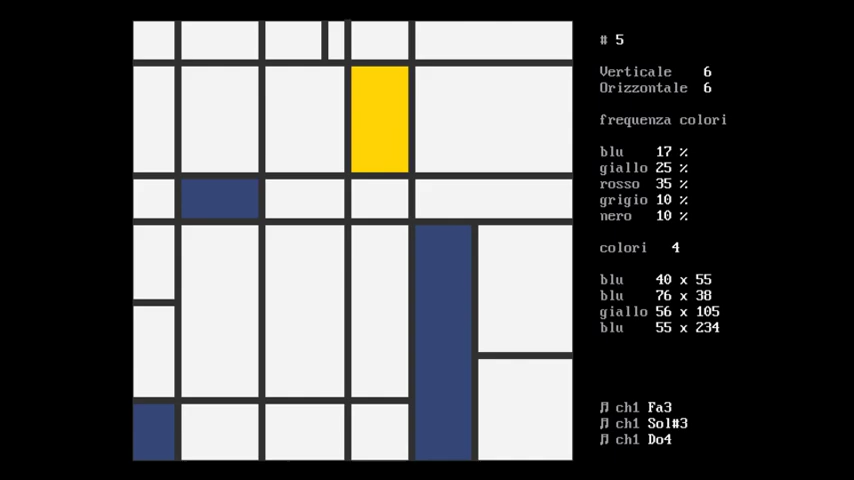 # 5
Verticale 6
Orizzontale 6
frequenza colori
blu 17 %
giallo 25 %
rosso 35 %
grigio 10 %
nero 10 %
colori 4
blu 40 x 55
blu 76 x 38
giallo 56 x 105
blu 55 x 234
♫ ch1 Fa3
♫ ch1 Sol#3
♫ ch1 Do4